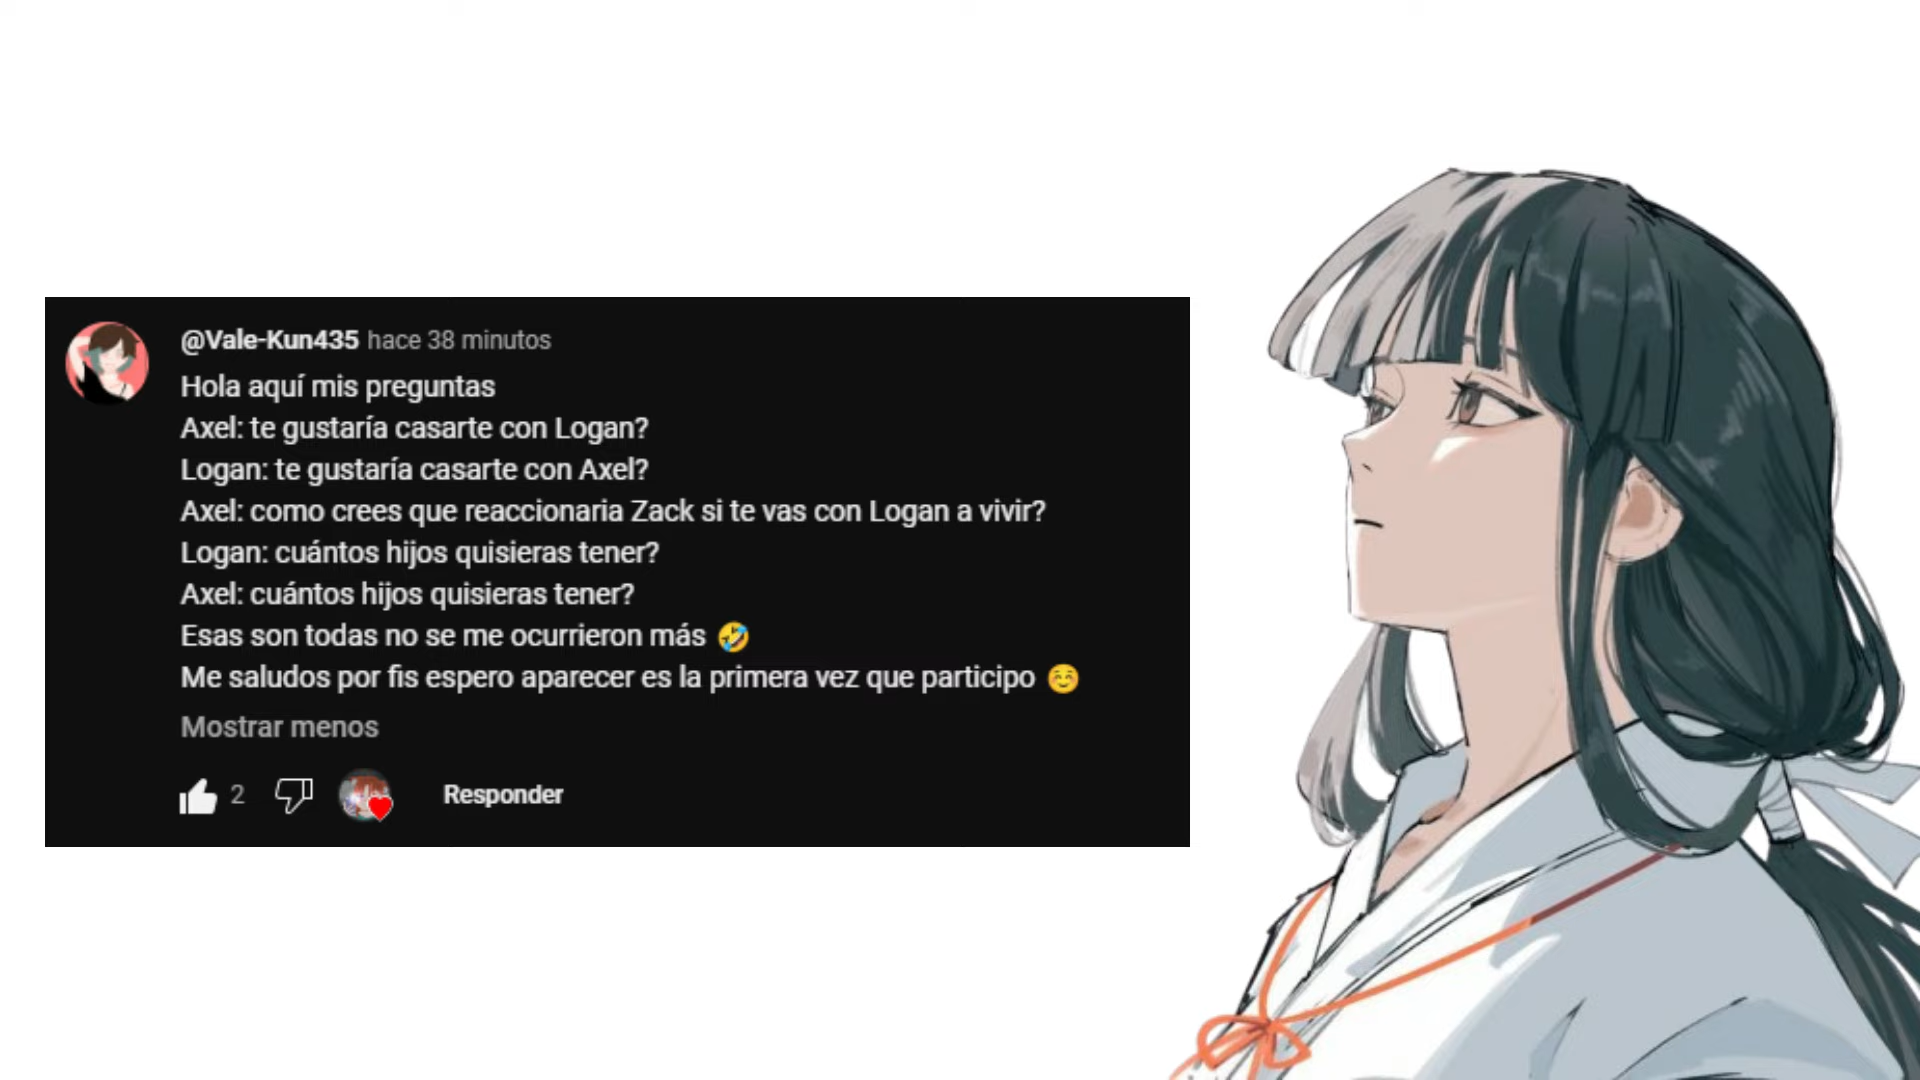 @Vale-Kun435 hace 38 minutos
Hola aquí mis preguntas
Axel: te gustaría casarte con Logan?
Logan: te gustaría casarte con Axel?
Axel: como crees que reaccionaria Zack si te vas con Logan a vivir?
Logan: cuántos hijos quisieras tener?
Axel: cuántos hijos quisieras tener?
Esas son todas no se me ocurrieron más 🤣
Me saludos por fis espero aparecer es la primera vez que participo ☺️
Mostrar menos
2 Responder